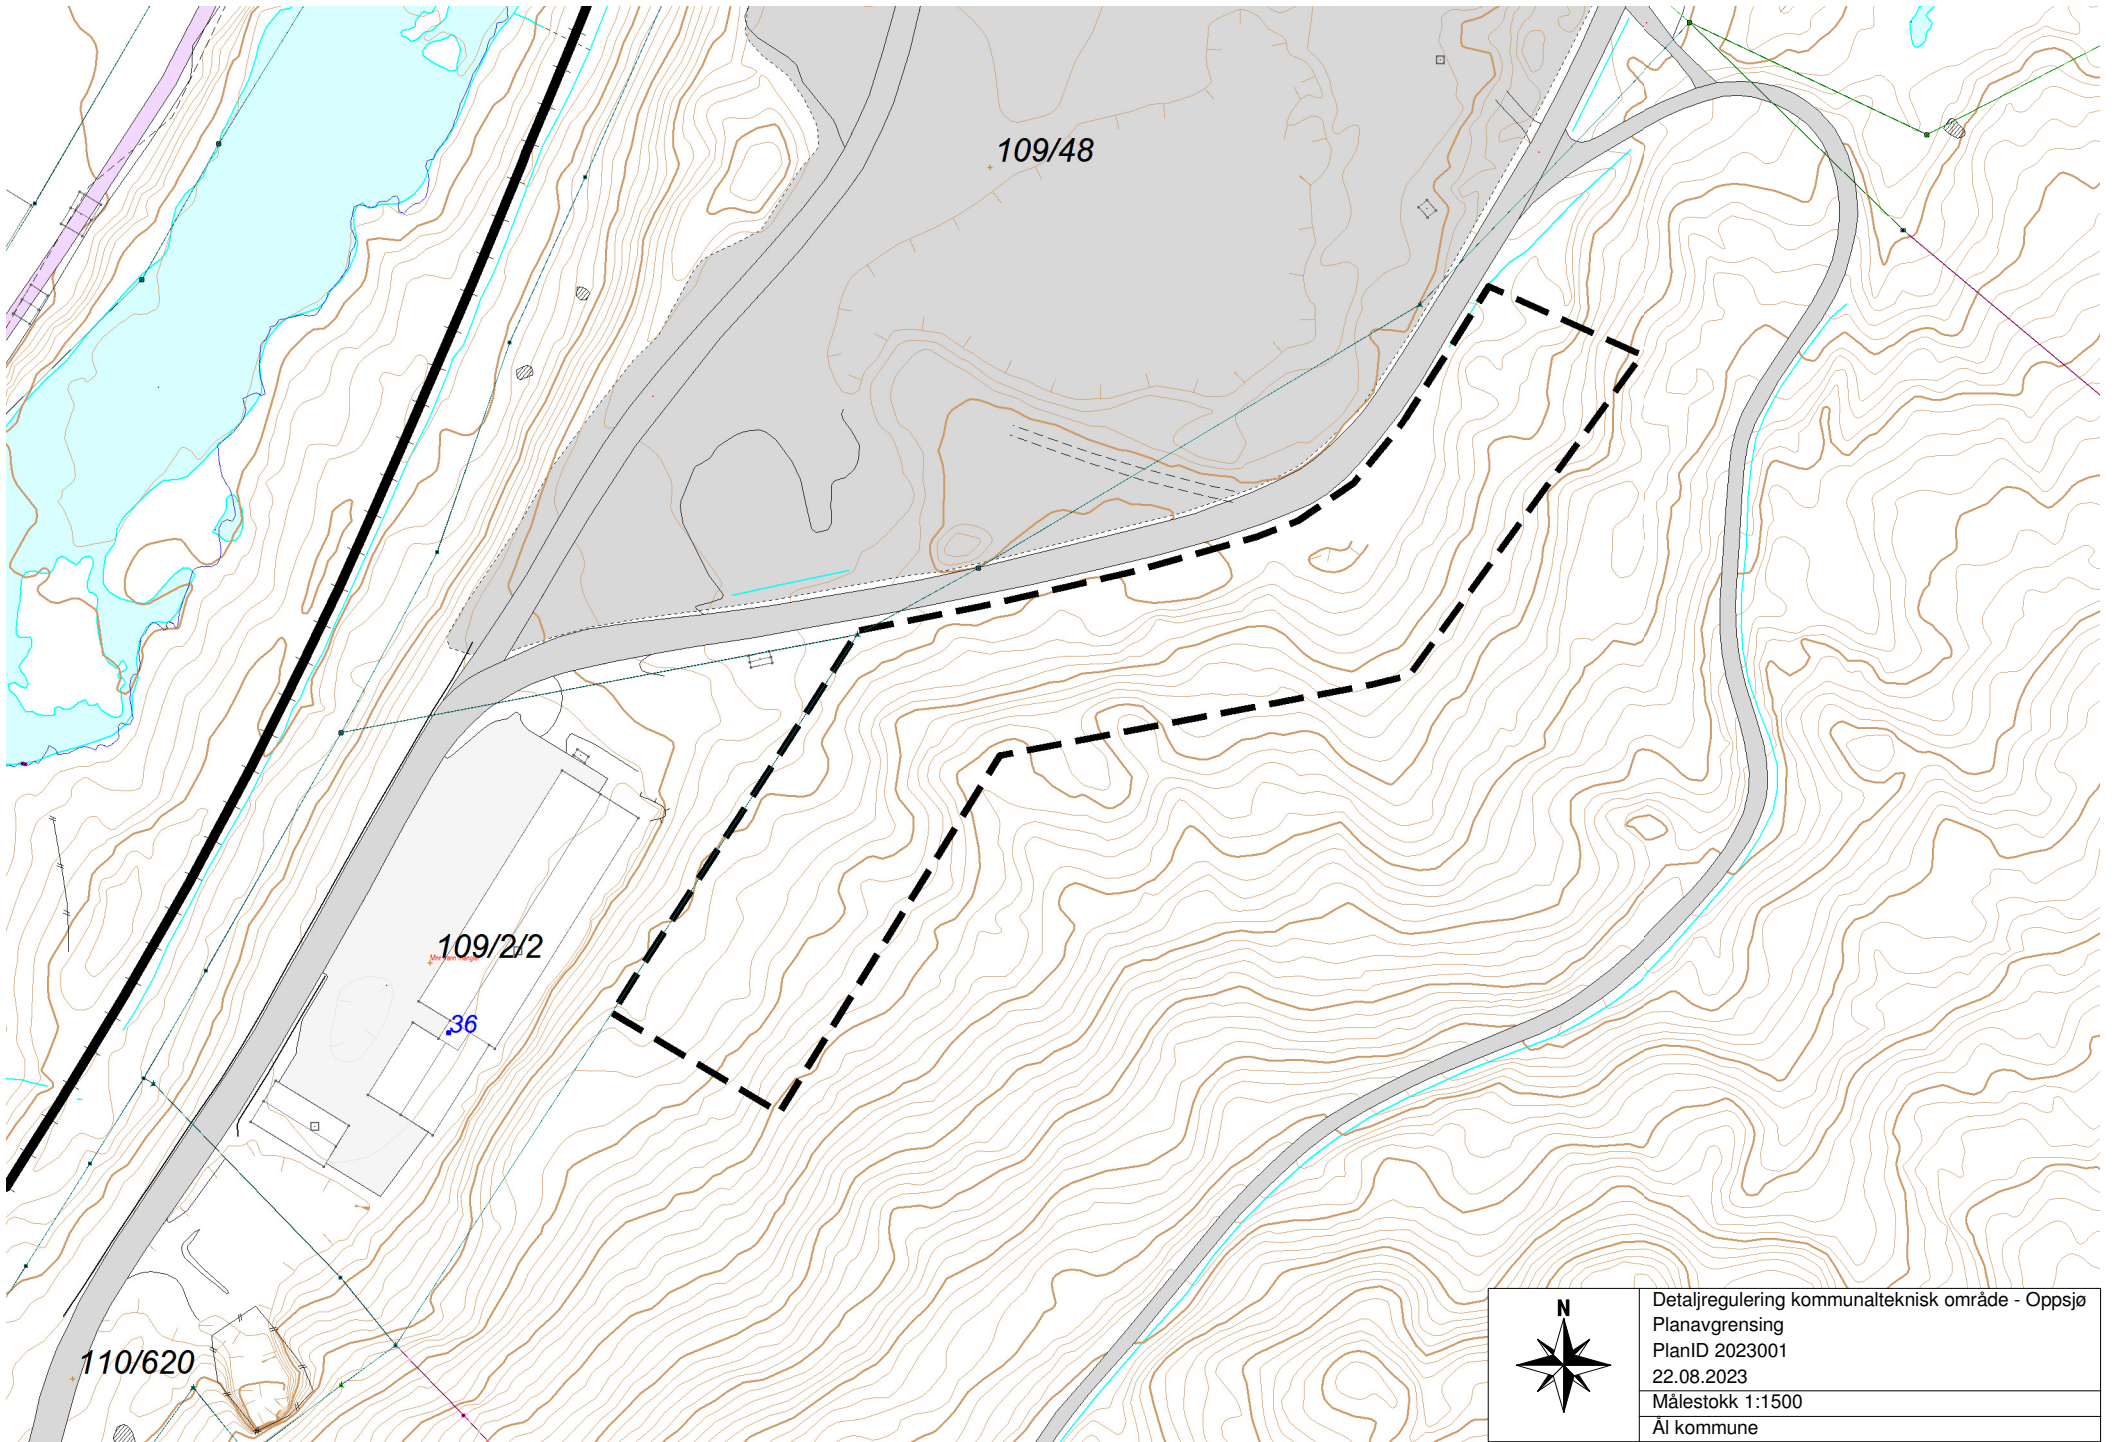 109/48
109/2/2
36
110/620
N
Detaljregulering kommunalteknisk område - Oppsjø
Planavgrensing
PlanID 2023001
22.08.2023
Målestokk 1:1500
Ål kommune